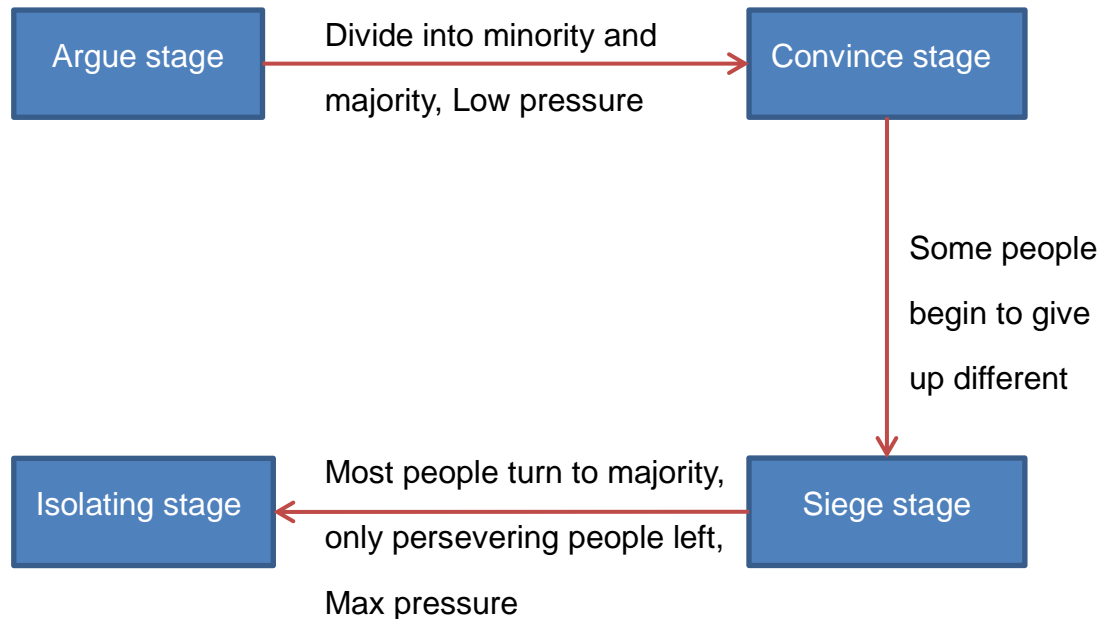 Argue stage
Divide into minority and
majority, Low pressure
Convince stage
Some people
begin to give
up different
Siege stage
Most people turn to majority,
only persevering people left,
Max pressure
Isolating stage